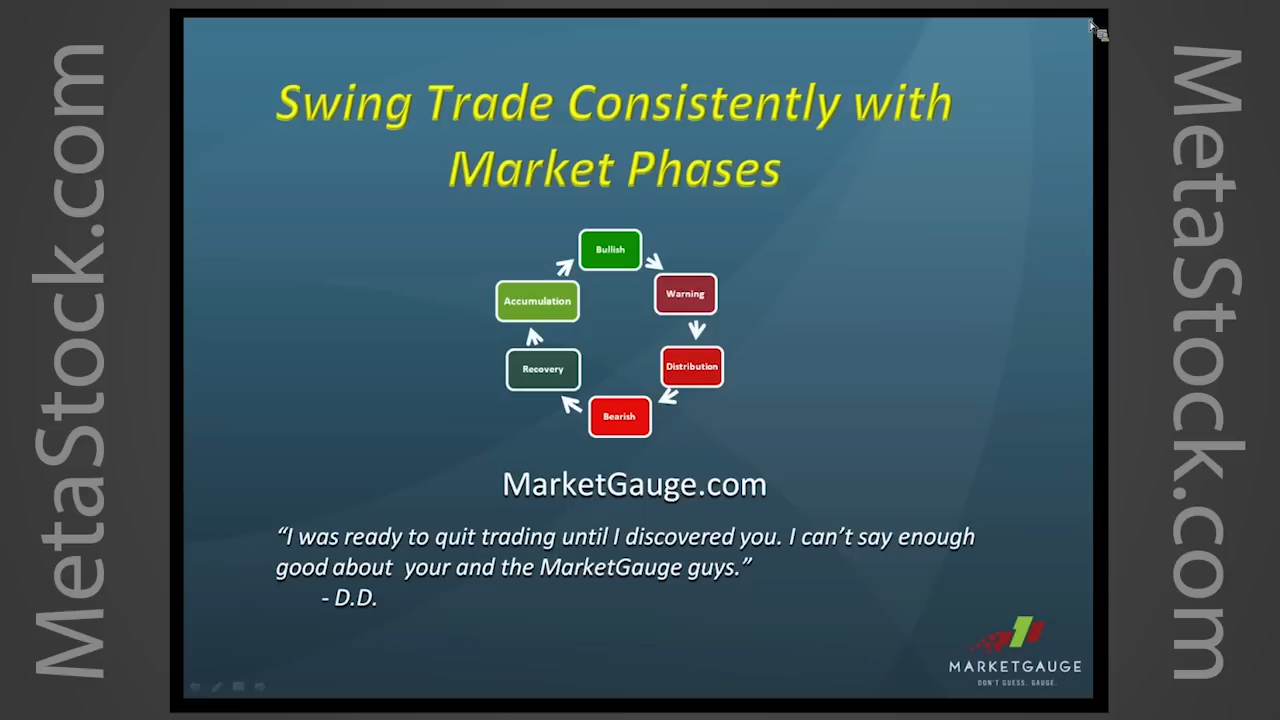 MetaStock.com
Swing Trade Consistently with
Market Phases
Bullish
Warning
Accumulation
Distribution
Recovery
Bearish
MarketGauge.com
“I was ready to quit trading until I discovered you. I can’t say enough
good about your and the MarketGauge guys.”
- D.D.
MARKETGAUGE
DON'T GUESS. GAUGE.
MetaStock.com